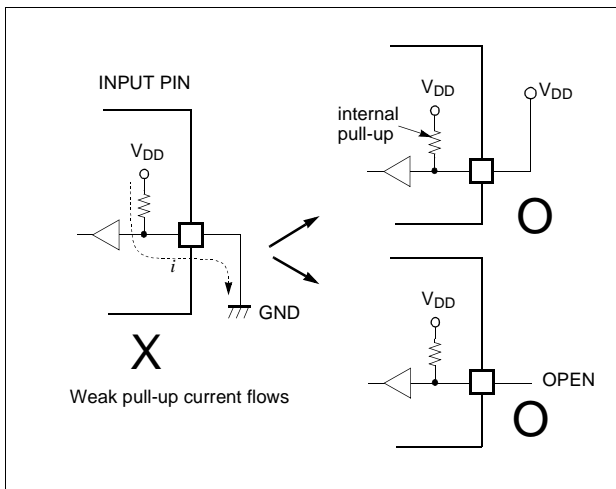 INPUT PIN
VDD
i
GND
X
Weak pull-up current flows
internal
pull-up
VDD
VDD
O
VDD
OPEN
O